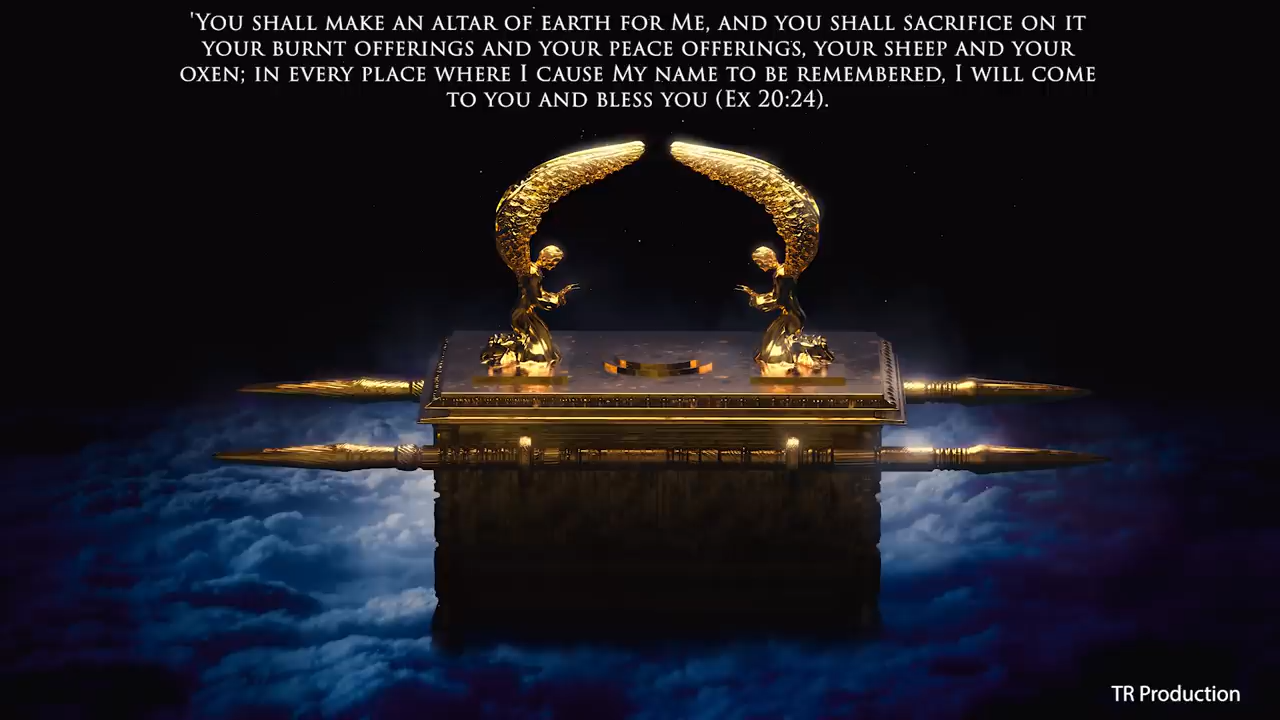 'You shall make an altar of earth for Me, and you shall sacrifice on it
your burnt offerings and your peace offerings, your sheep and your
oxen; in every place where I cause My name to be remembered, I will come
to you and bless you (Ex 20:24).
TR Production